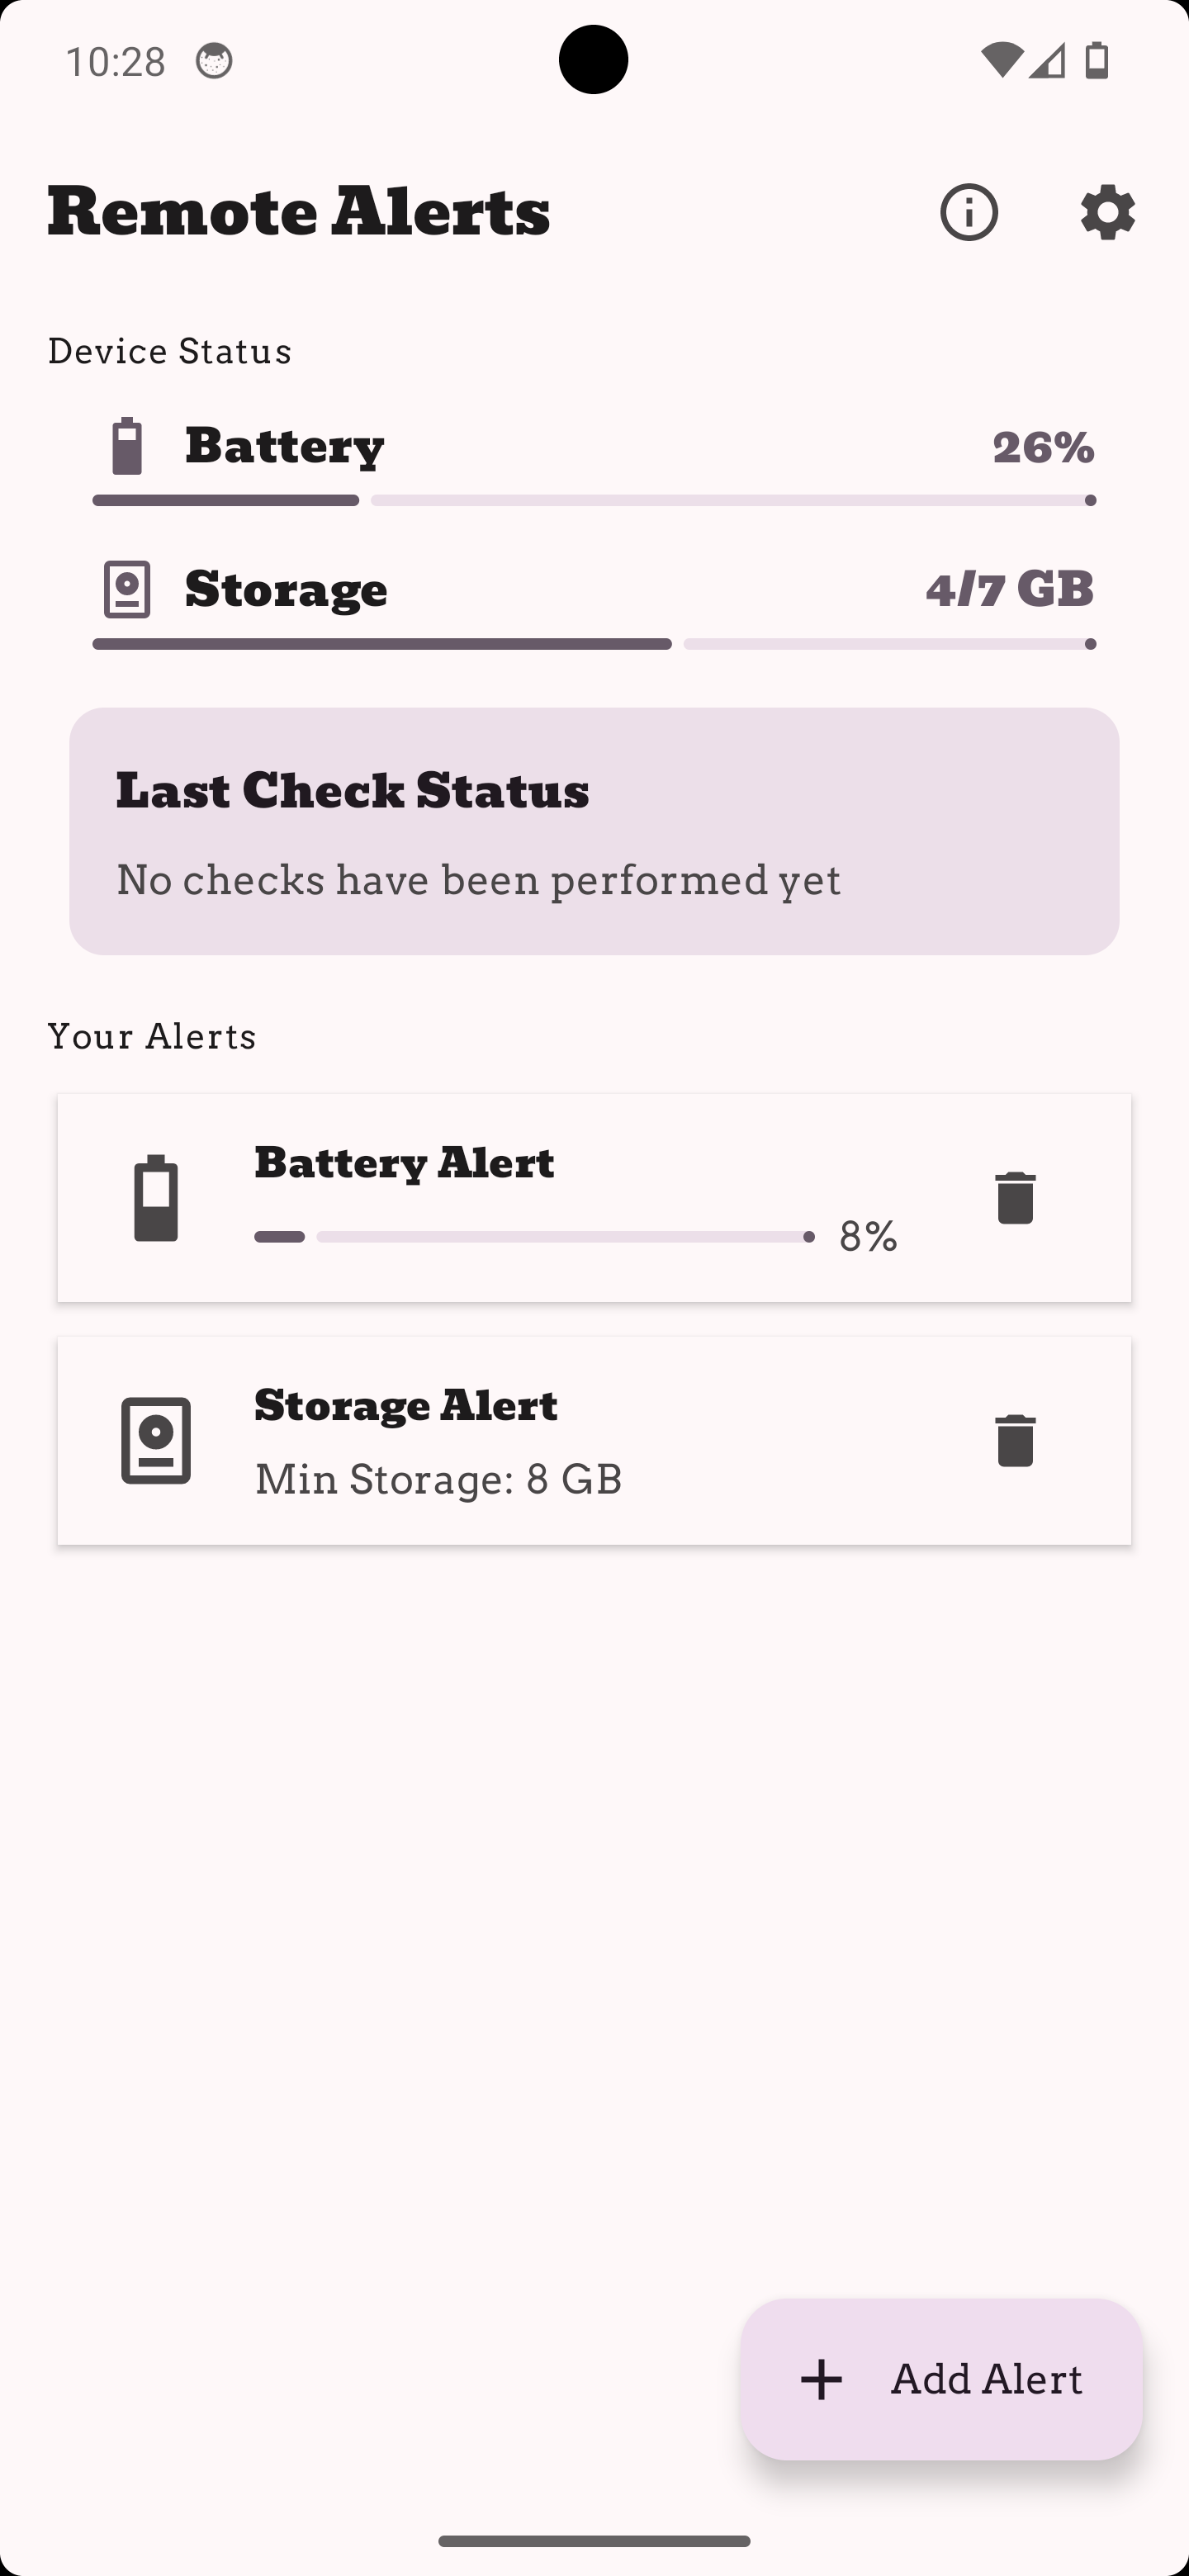 10:28
Remote Alerts
Device Status
Battery 26%
Storage 4/7 GB
Last Check Status
No checks have been performed yet
Your Alerts
Battery Alert
8%
Storage Alert
Min Storage: 8 GB
Add Alert